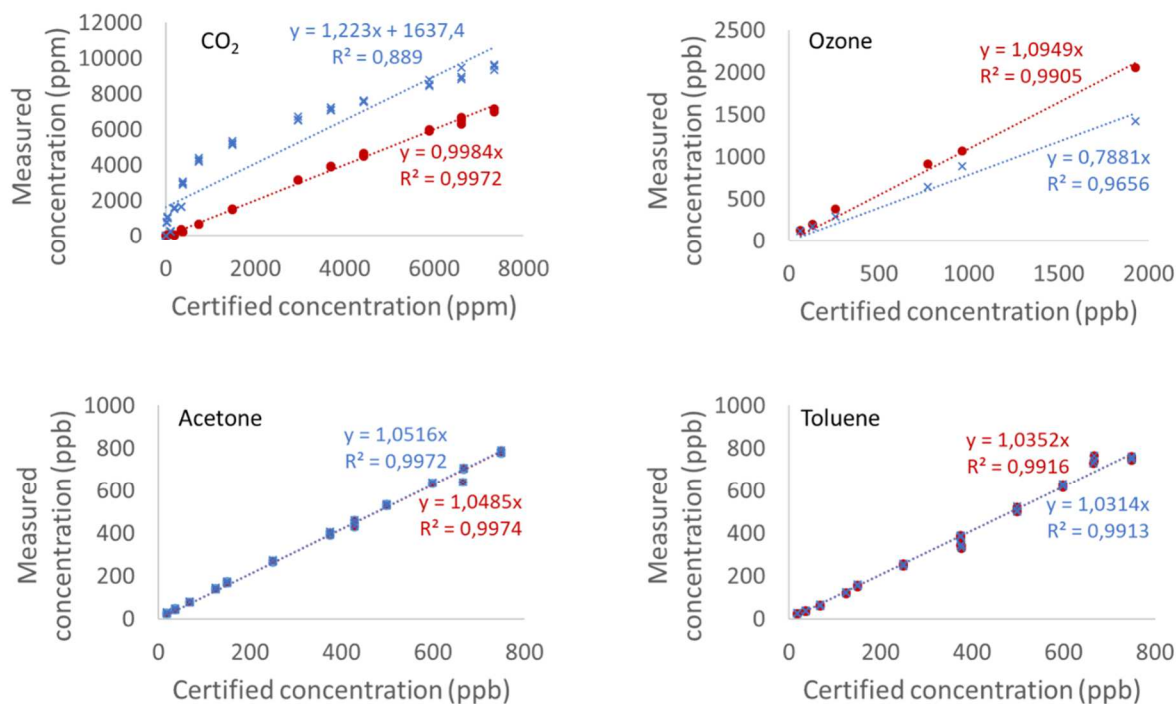 CO₂
y = 1,223x + 1637,4
R² = 0,889
y = 0,9984x
R² = 0,9972
12000
10000
8000
6000
4000
2000
0
0 2000 4000 6000 8000
Measured
concentration (ppm)
Certified concentration (ppm)
Ozone
y = 1,0949x
R² = 0,9905
y = 0,7881x
R² = 0,9656
2500
2000
1500
1000
500
0
0 500 1000 1500 2000
Measured
concentration (ppb)
Certified concentration (ppb)
Acetone
y = 1,0516x
R² = 0,9972
y = 1,0485x
R² = 0,9974
1000
800
600
400
200
0
0 200 400 600 800
Measured
concentration (ppb)
Certified concentration (ppb)
Toluene
y = 1,0352x
R² = 0,9916
y = 1,0314x
R² = 0,9913
1000
800
600
400
200
0
0 200 400 600 800
Measured
concentration (ppb)
Certified concentration (ppb)